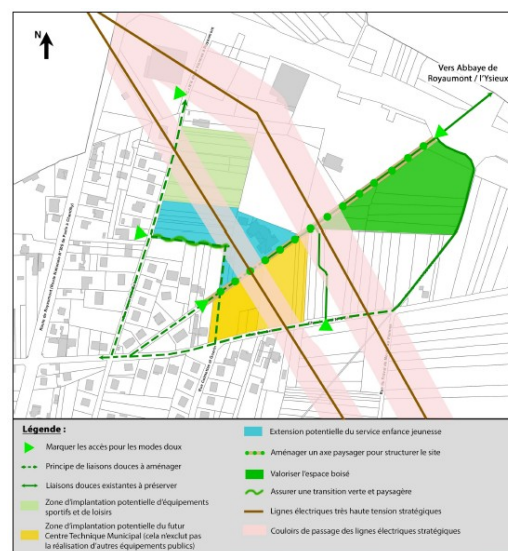 N
Vers Abbaye de
Royaumont / l'Ysieux
Légende :
Marquer les accès pour les modes doux
Principe de liaisons douces à aménager
Liaisons douces existantes à préserver
Zone d'implantation potentielle d'équipements
sportifs et de loisirs
Zone d'implantation potentielle du futur
Centre Technique Municipal (cela n'exclut pas
la réalisation d'autres équipements publics)
Extension potentielle du service enfance jeunesse
Aménager un axe paysager pour structurer le site
Valoriser l'espace boisé
Assurer une transition verte et paysagère
Lignes électriques très haute tension stratégiques
Couloirs de passage des lignes électriques stratégiques